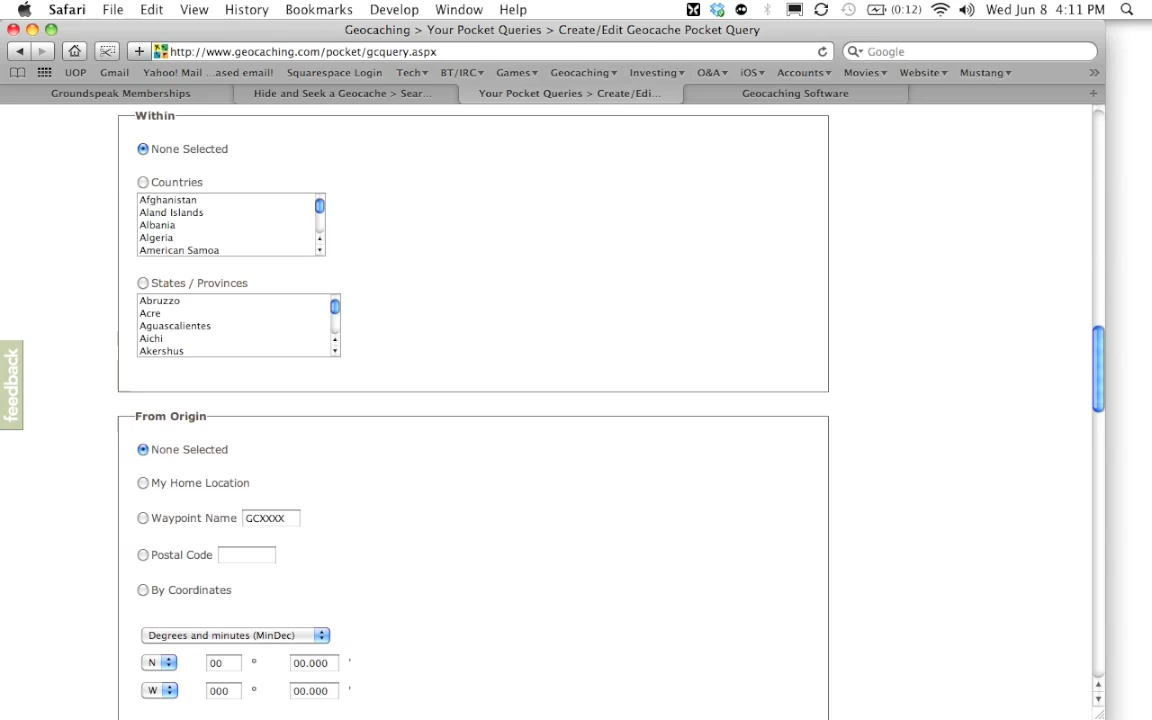 Safari File Edit View History Bookmarks Develop Window Help (0:12) Wed Jun 8 4:11 PM
Geocaching > Your Pocket Queries > Create/Edit Geocache Pocket Query
http://www.geocaching.com/pocket/gcquery.aspx Google
UOP Gmail Yahoo! Mail ...ased email! Squarespace Login Tech BT/IRC Games Geocaching Investing O&A iOS Accounts Movies Website Mustang
Groundspeak Memberships Hide and Seek a Geocache > Sear... Your Pocket Queries > Create/Edi... Geocaching Software
Within
None Selected
Countries
Afghanistan
Aland Islands
Albania
Algeria
American Samoa
States / Provinces
Abruzzo
Acre
Aguascalientes
Aichi
Akershus
feedback
From Origin
None Selected
My Home Location
Waypoint Name GCXXXX
Postal Code
By Coordinates
Degrees and minutes (MinDec)
N 00 ° 00.000 '
W 000 ° 00.000 '